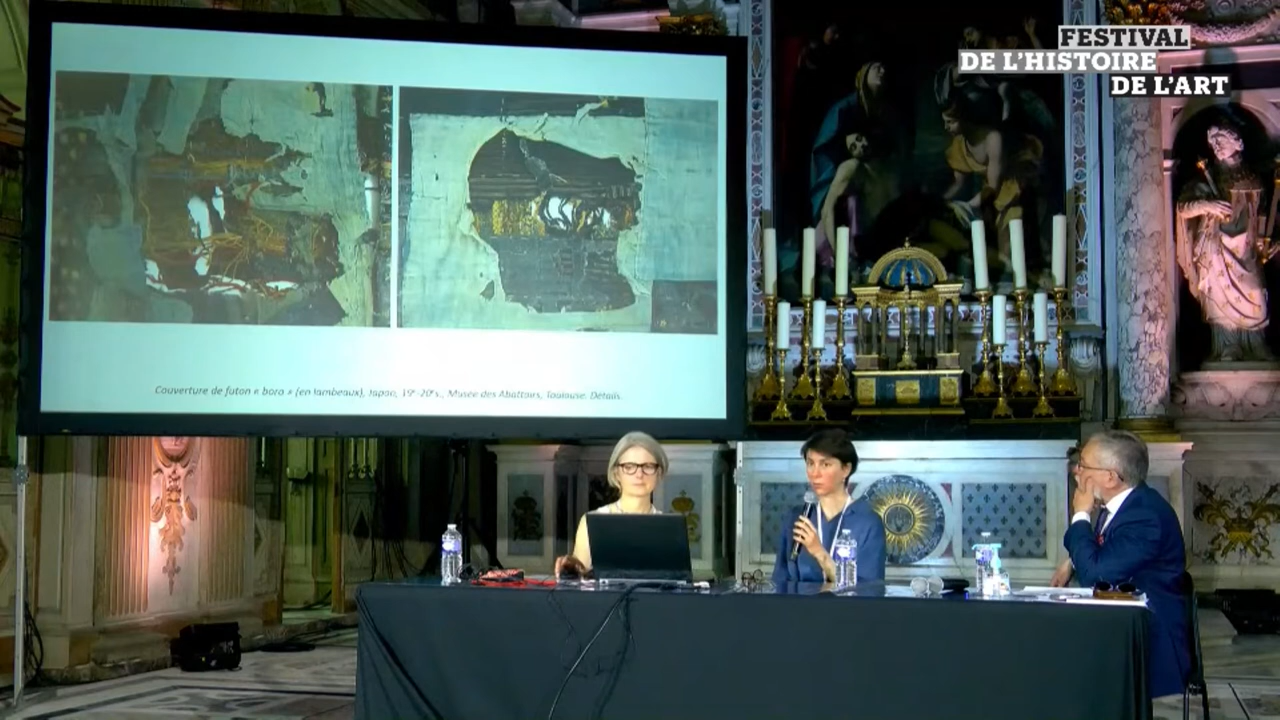 FESTIVAL
DE L'HISTOIRE
DE L'ART
Couverture de futon « boro » (en lambeaux), Japon, 19e-20e s., Musée des Abattoirs, Toulouse. Détails.